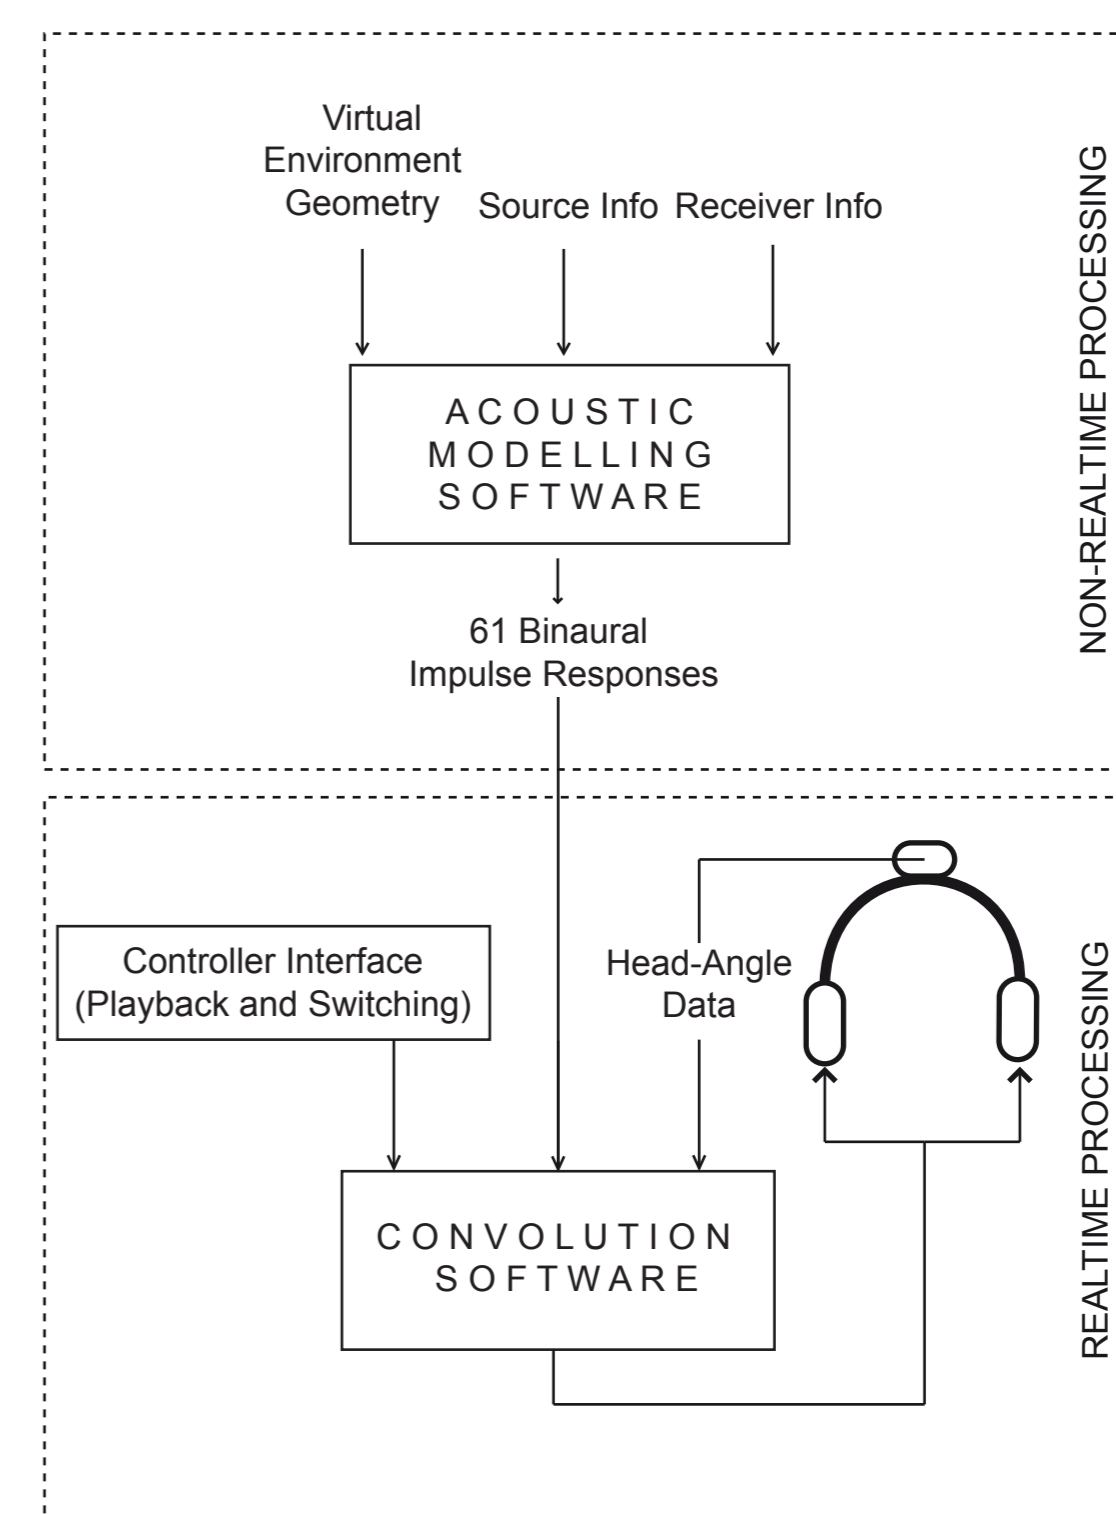 Virtual
Environment
Geometry
Source Info
Receiver Info
ACOUSTIC
MODELLING
SOFTWARE
61 Binaural
Impulse Responses
NON-REALTIME PROCESSING
Controller Interface
(Playback and Switching)
Head-Angle
Data
CONVOLUTION
SOFTWARE
REALTIME PROCESSING